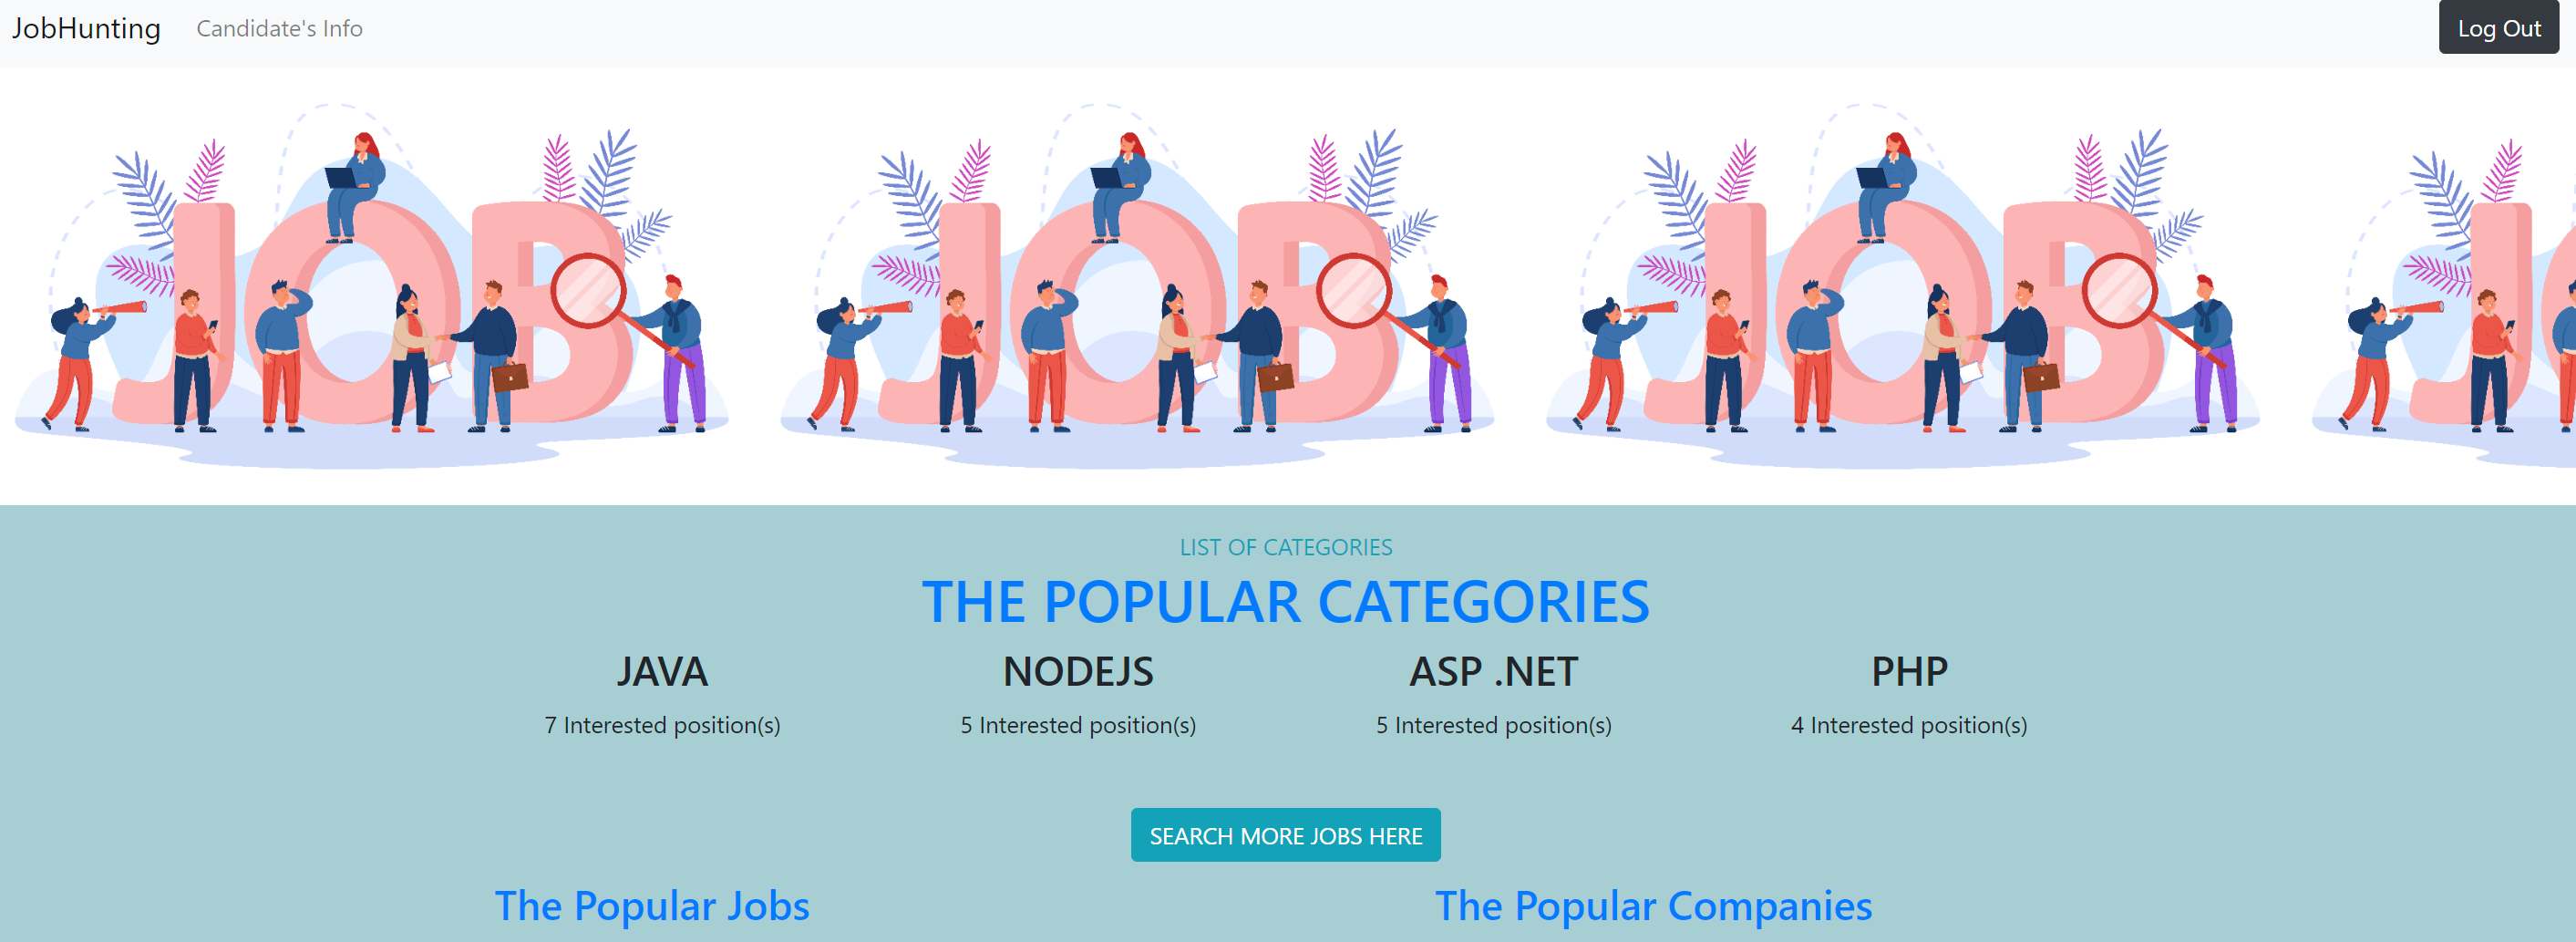 JobHunting Candidate's Info Log Out
JOB JOB JOB JO
LIST OF CATEGORIES
THE POPULAR CATEGORIES
JAVA NODEJS ASP .NET PHP
7 Interested position(s) 5 Interested position(s) 5 Interested position(s) 4 Interested position(s)
SEARCH MORE JOBS HERE
The Popular Jobs The Popular Companies